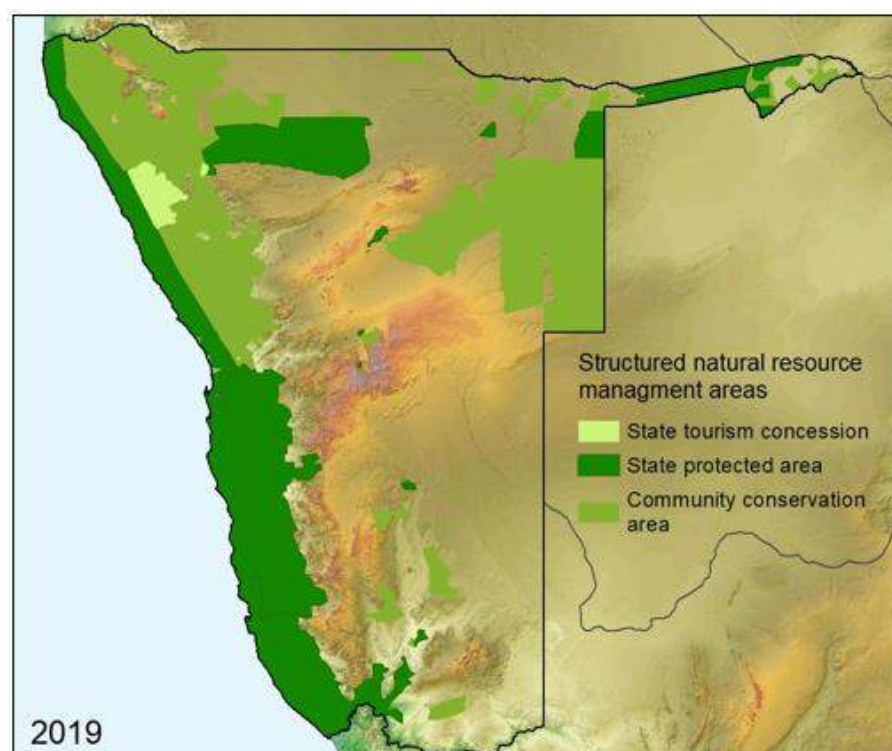 Structured natural resource
managment areas
State tourism concession
State protected area
Community conservation
area
2019